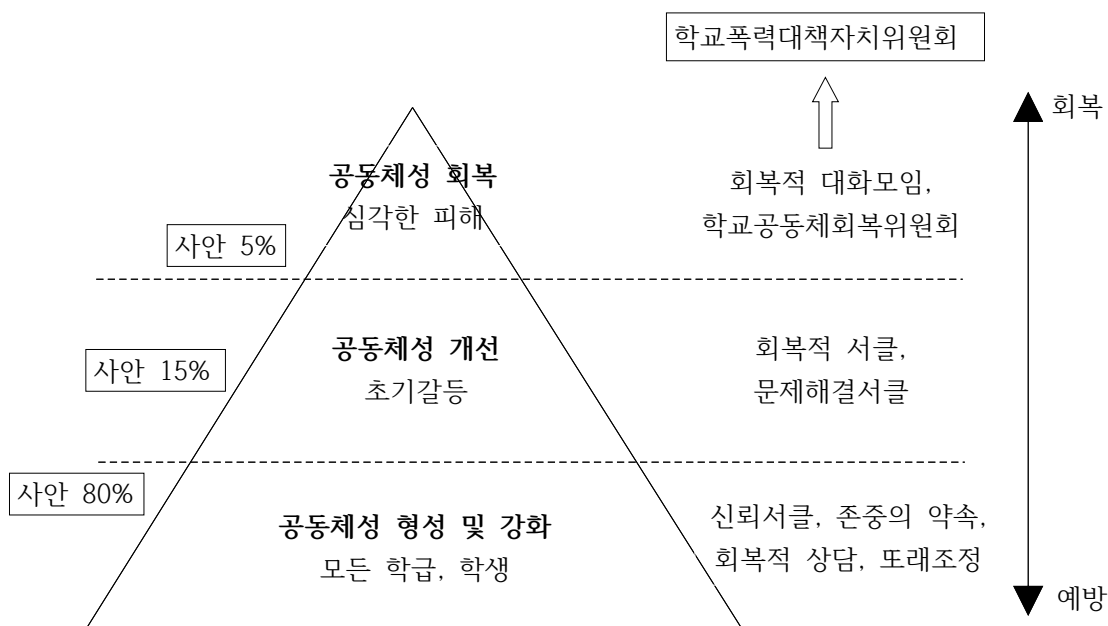 학교폭력대책자치위원회
회복
공동체성 회복
심각한 피해
회복적 대화모임,
학교공동체회복위원회
사안 5%
공동체성 개선
초기갈등
회복적 서클,
문제해결서클
사안 15%
사안 80%
공동체성 형성 및 강화
모든 학급, 학생
신뢰서클, 존중의 약속,
회복적 상담, 또래조정
예방